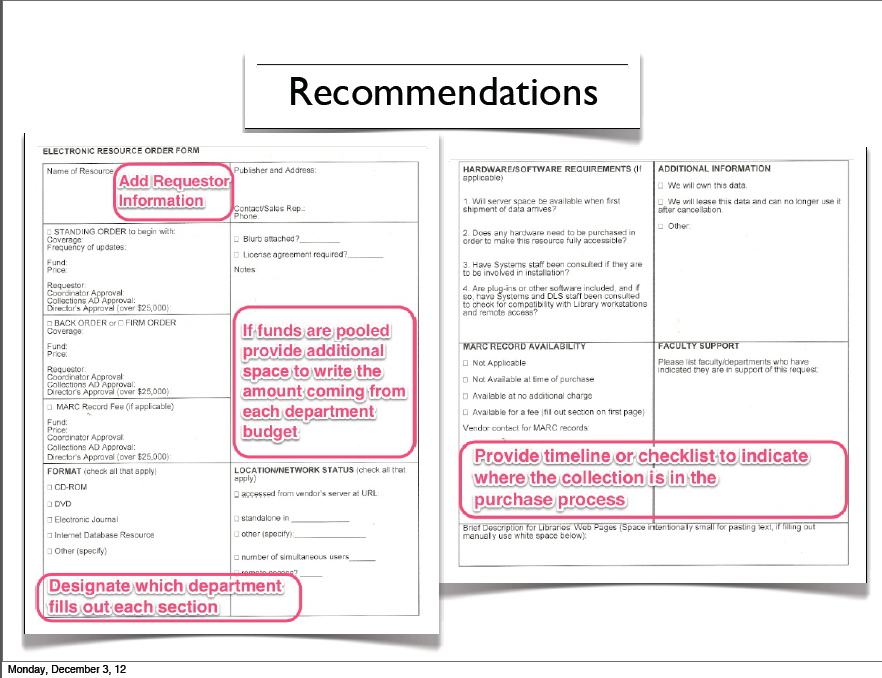 Recommendations
ELECTRONIC RESOURCE ORDER FORM
Name of Resource
Add Requestor
Information
Publisher and Address:
Contact/Sales Rep.:
Phone:
☐ STANDING ORDER to begin with:
Coverage:
Frequency of updates:
Fund:
Price:
Requestor:
Coordinator Approval:
Collections AD Approval:
Director's Approval (over $25,000):
☐ Blurb attached?________
☐ License agreement required?_______
Notes
☐ BACK ORDER or ☐ FIRM ORDER
Coverage:
Fund:
Price:
Requestor:
Coordinator Approval:
Collections AD Approval:
Director's Approval (over $25,000):
If funds are pooled
provide additional
space to write the
amount coming from
each department
budget
☐ MARC Record Fee (if applicable)
Fund:
Price:
Coordinator Approval:
Collections AD Approval:
Director's Approval (over $25,000):
FORMAT (check all that apply)
☐ CD-ROM
☐ DVD
☐ Electronic Journal
☐ Internet Database Resource
☐ Other (specify)
LOCATION/NETWORK STATUS (check all that
apply)
☐ accessed from vendor's server at URL:
☐ standalone in ______________
☐ other (specify):_________________
☐ number of simultaneous users______
☐ remote access?_____
Designate which department
fills out each section
HARDWARE/SOFTWARE REQUIREMENTS (If
applicable)
1. Will server space be available when first
shipment of data arrives?
2. Does any hardware need to be purchased in
order to make this resource fully accessible?
3. Have Systems staff been consulted if they are
to be involved in installation?
4. Are plug-ins or other software included, and if
so, have Systems and DLS staff been consulted
to check for compatibility with Library workstations
and remote access?
ADDITIONAL INFORMATION
☐ We will own this data.
☐ We will lease this data and can no longer use it
after cancellation.
☐ Other:
MARC RECORD AVAILABILITY
☐ Not Applicable
☐ Not Available at time of purchase
☐ Available at no additional charge
☐ Available for a fee (fill out section on first page)
Vendor contact for MARC records:
FACULTY SUPPORT
Please list faculty/departments who have
indicated they are in support of this request:
Provide timeline or checklist to indicate
where the collection is in the
purchase process
Brief Description for Libraries' Web Pages (Space intentionally small for pasting text, if filling out
manually use white space below):
Monday, December 3, 12